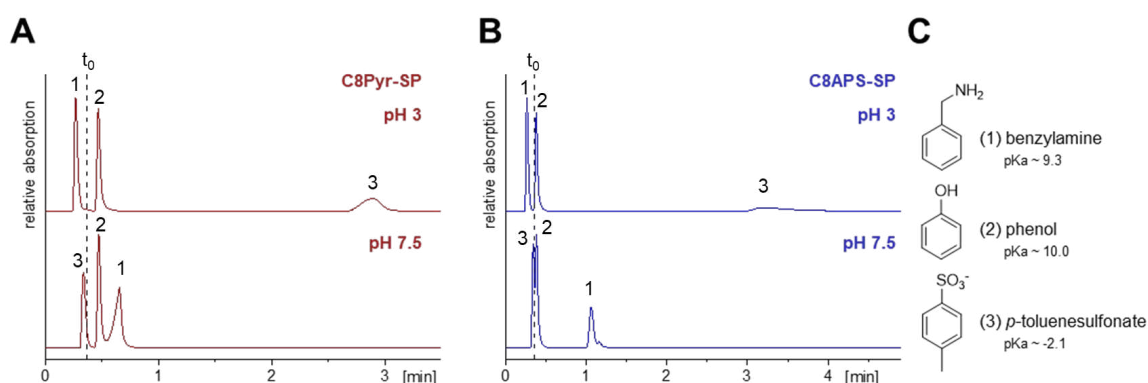 A
t0
1
2
C8Pyr-SP
pH 3
3
relative absorption
pH 7.5
3
2
1
0
1
2
3
[min]
B
t0
1
2
C8APS-SP
pH 3
3
relative absorption
pH 7.5
3
2
1
0
1
2
3
4
[min]
C
NH2
(1) benzylamine
pKa ~ 9.3
OH
(2) phenol
pKa ~ 10.0
SO3-
(3) p-toluenesulfonate
pKa ~ -2.1